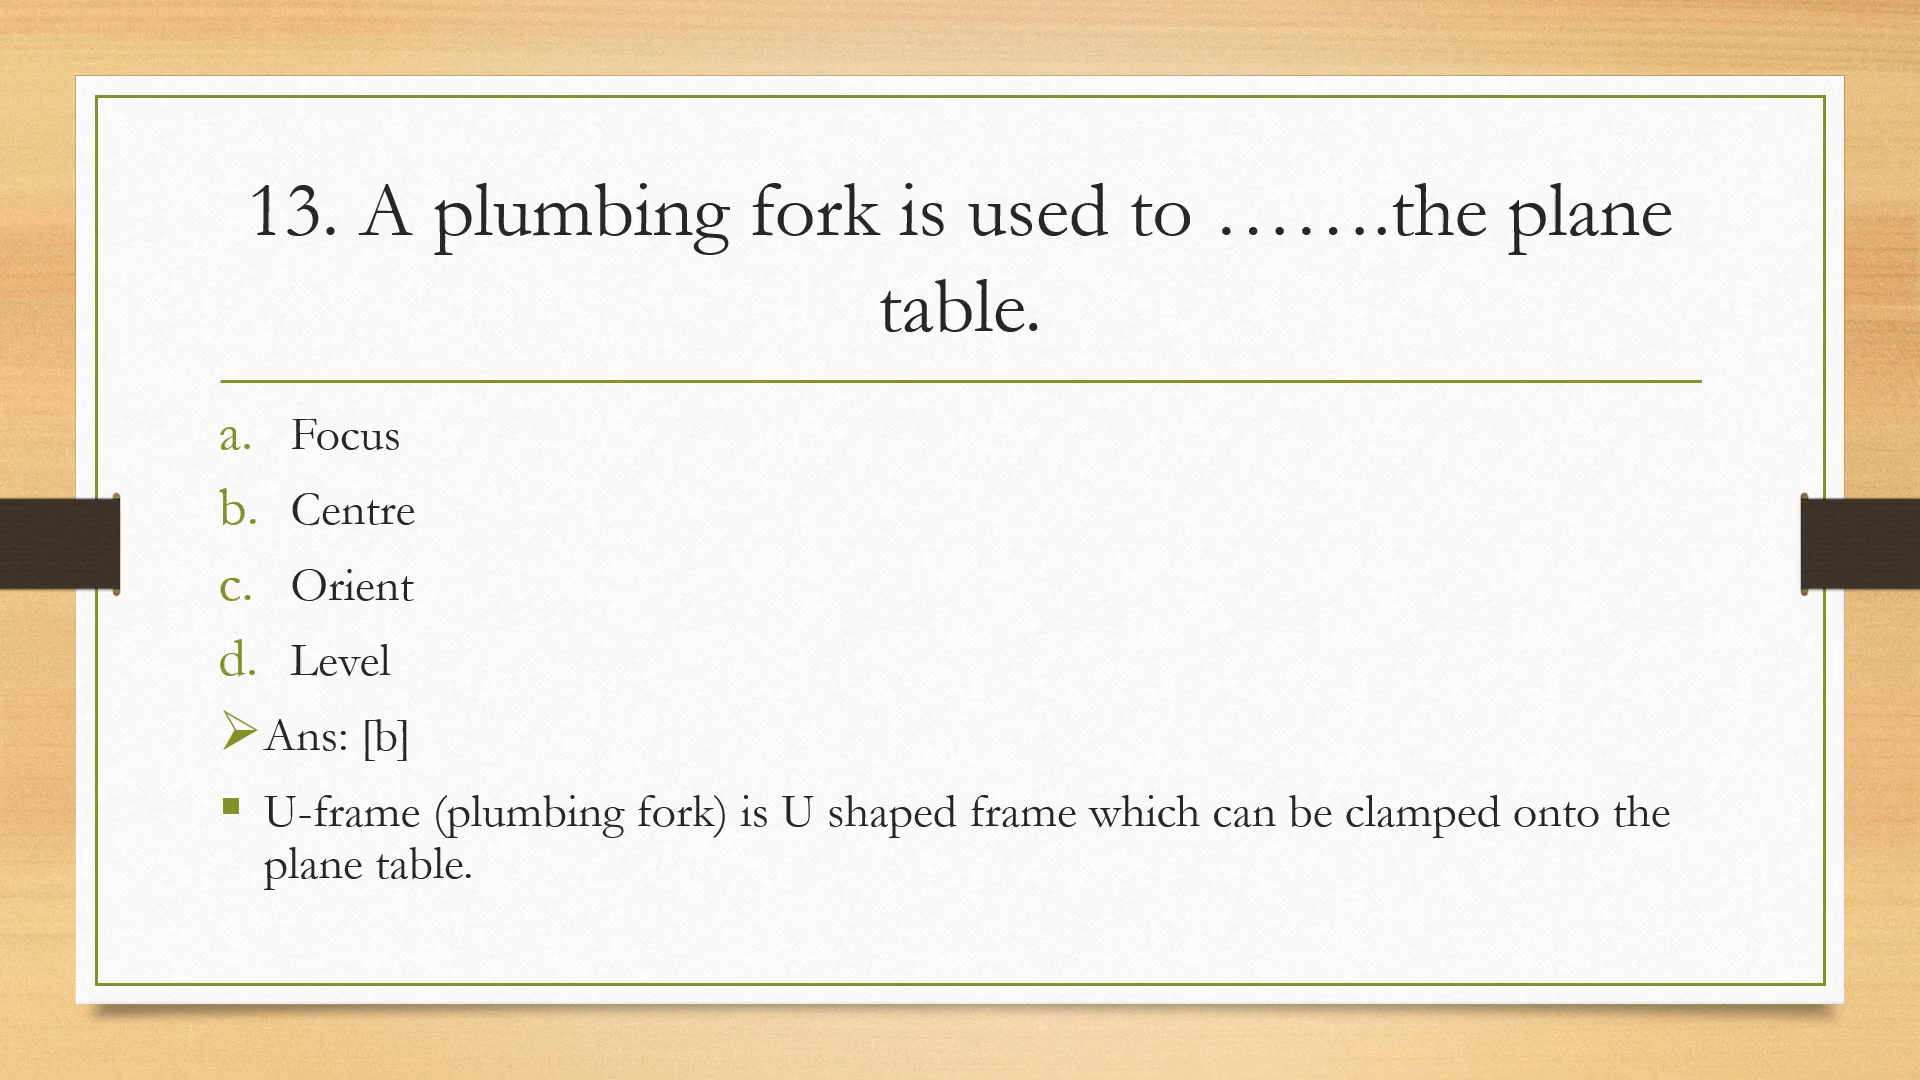 13. A plumbing fork is used to …….the plane
table.
a. Focus
b. Centre
c. Orient
d. Level
➢Ans: [b]
▪ U-frame (plumbing fork) is U shaped frame which can be clamped onto the
plane table.